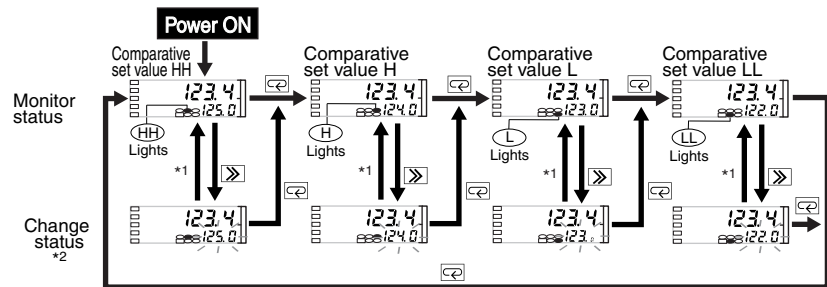 Power ON
Comparative set value HH
Comparative set value H
Comparative set value L
Comparative set value LL
Monitor status
123.4
125.0
HH
Lights
123.4
124.0
H
Lights
123.4
123.0
L
Lights
123.4
122.0
LL
Lights
*1
*1
*1
*1
Change status
*2
123.4
125.0
123.4
124.0
123.4
123.
123.4
122.0